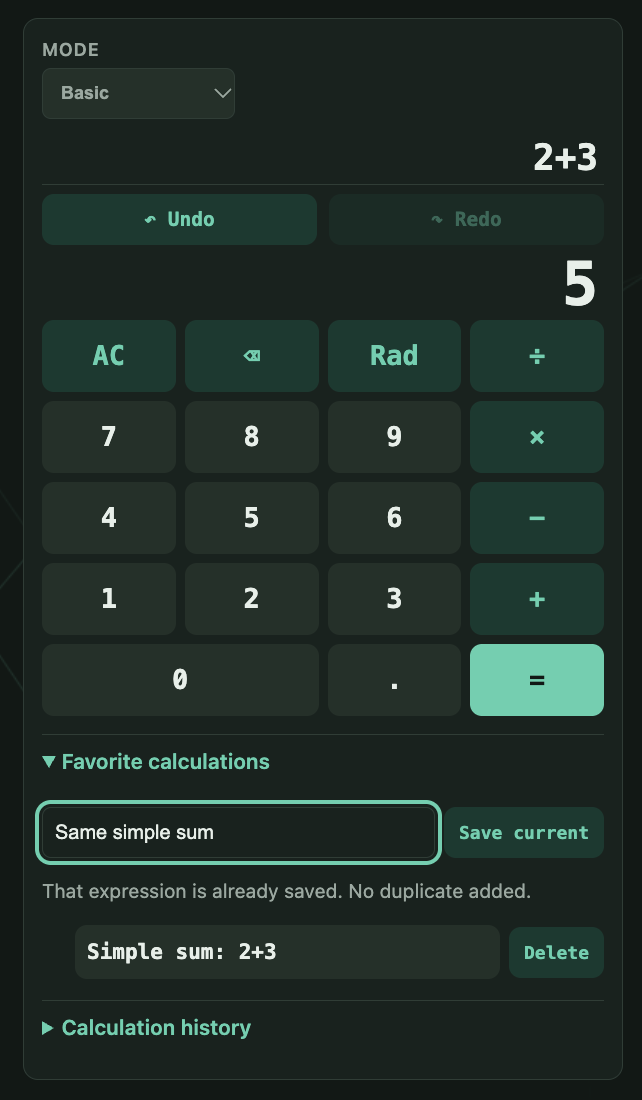 MODE
Basic
2+3
↶ Undo
↷ Redo
5
AC ⌫ Rad ÷
7 8 9 ×
4 5 6 −
1 2 3 +
0 . =
▼ Favorite calculations
Same simple sum
Save current
That expression is already saved. No duplicate added.
Simple sum: 2+3
Delete
▶ Calculation history